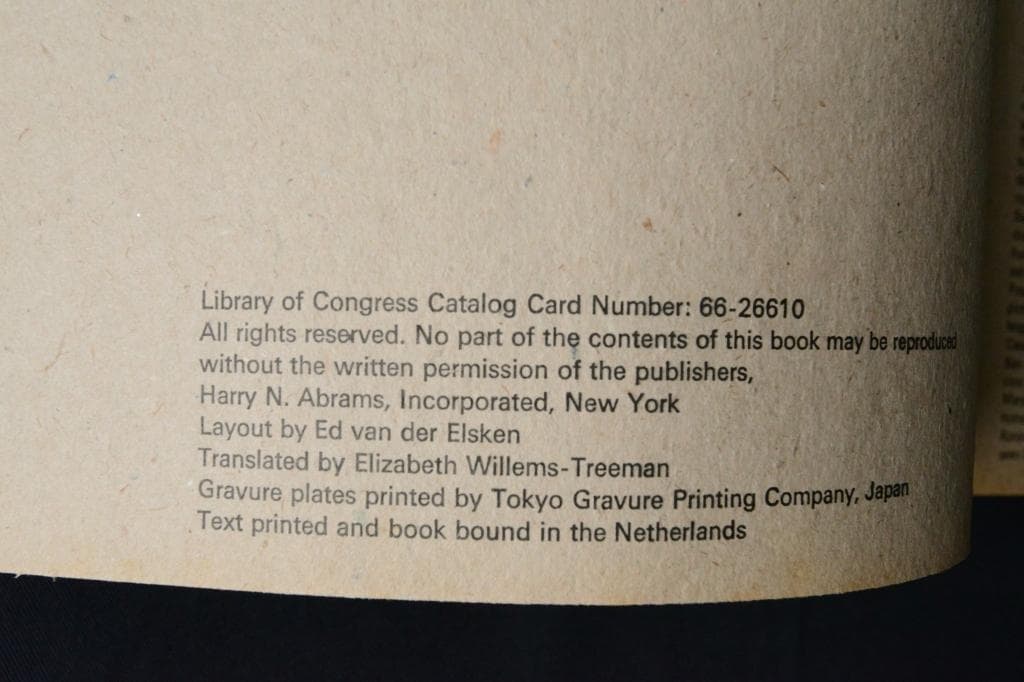 Library of Congress Catalog Card Number: 66-26610
All rights reserved. No part of the contents of this book may be reproduced
without the written permission of the publishers,
Harry N. Abrams, Incorporated, New York
Layout by Ed van der Elsken
Translated by Elizabeth Willems-Treeman
Gravure plates printed by Tokyo Gravure Printing Company, Japan
Text printed and book bound in the Netherlands